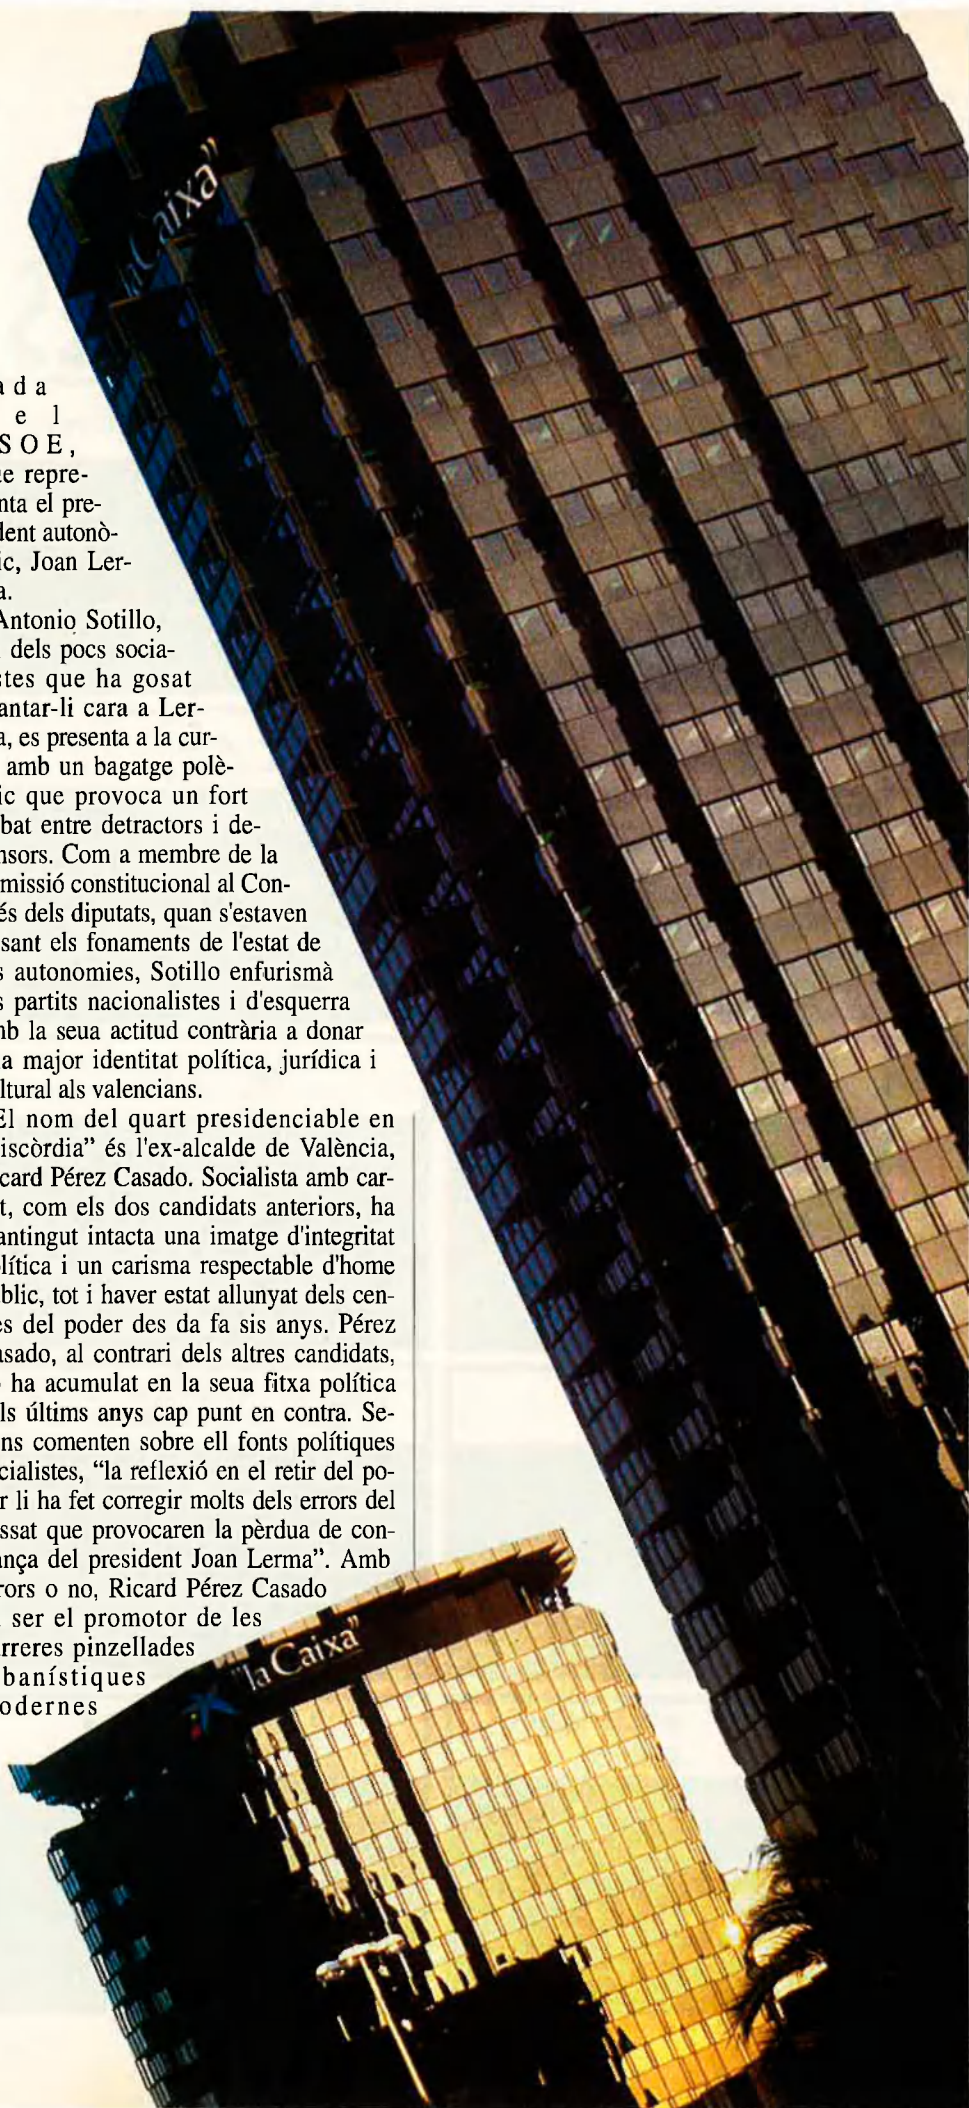 ada
e l
SOE,
e repre-
nta el pre-
dent autonò-
ic, Joan Ler-
a.
Antonio Sotillo,
dels pocs socia-
stes que ha gosat
antar-li cara a Ler-
a, es presenta a la cur-
amb un bagatge polè-
ic que provoca un fort
bat entre detractors i de-
nsors. Com a membre de la
missió constitucional al Con-
és dels diputats, quan s'estaven
sant els fonaments de l'estat de
s autonomies, Sotillo enfurismà
s partits nacionalistes i d'esquerra
mb la seua actitud contrària a donar
a major identitat política, jurídica i
ltural als valencians.
El nom del quart presidenciable en
iscòrdia” és l'ex-alcalde de València,
card Pérez Casado. Socialista amb car-
t, com els dos candidats anteriors, ha
antingut intacta una imatge d'integritat
lítica i un carisma respectable d'home
blic, tot i haver estat allunyat dels cen-
es del poder des da fa sis anys. Pérez
asado, al contrari dels altres candidats,
ha acumulat en la seua fitxa política
ls últims anys cap punt en contra. Se-
ns comenten sobre ell fonts polítiques
cialistes, “la reflexió en el retir del po-
r li ha fet corregir molts dels errors del
ssat que provocaren la pèrdua de con-
ança del president Joan Lerma”. Amb
rors o no, Ricard Pérez Casado
ser el promotor de les
rreres pinzellades
banístiques
odernes
"la Caixa"
"la Caixa"